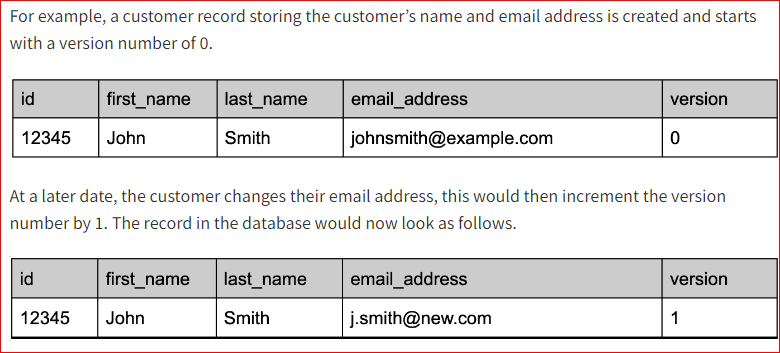 For example, a customer record storing the customer’s name and email address is created and starts
with a version number of 0.
id first_name last_name email_address version
12345 John Smith johnsmith@example.com 0
At a later date, the customer changes their email address, this would then increment the version
number by 1. The record in the database would now look as follows.
id first_name last_name email_address version
12345 John Smith j.smith@new.com 1